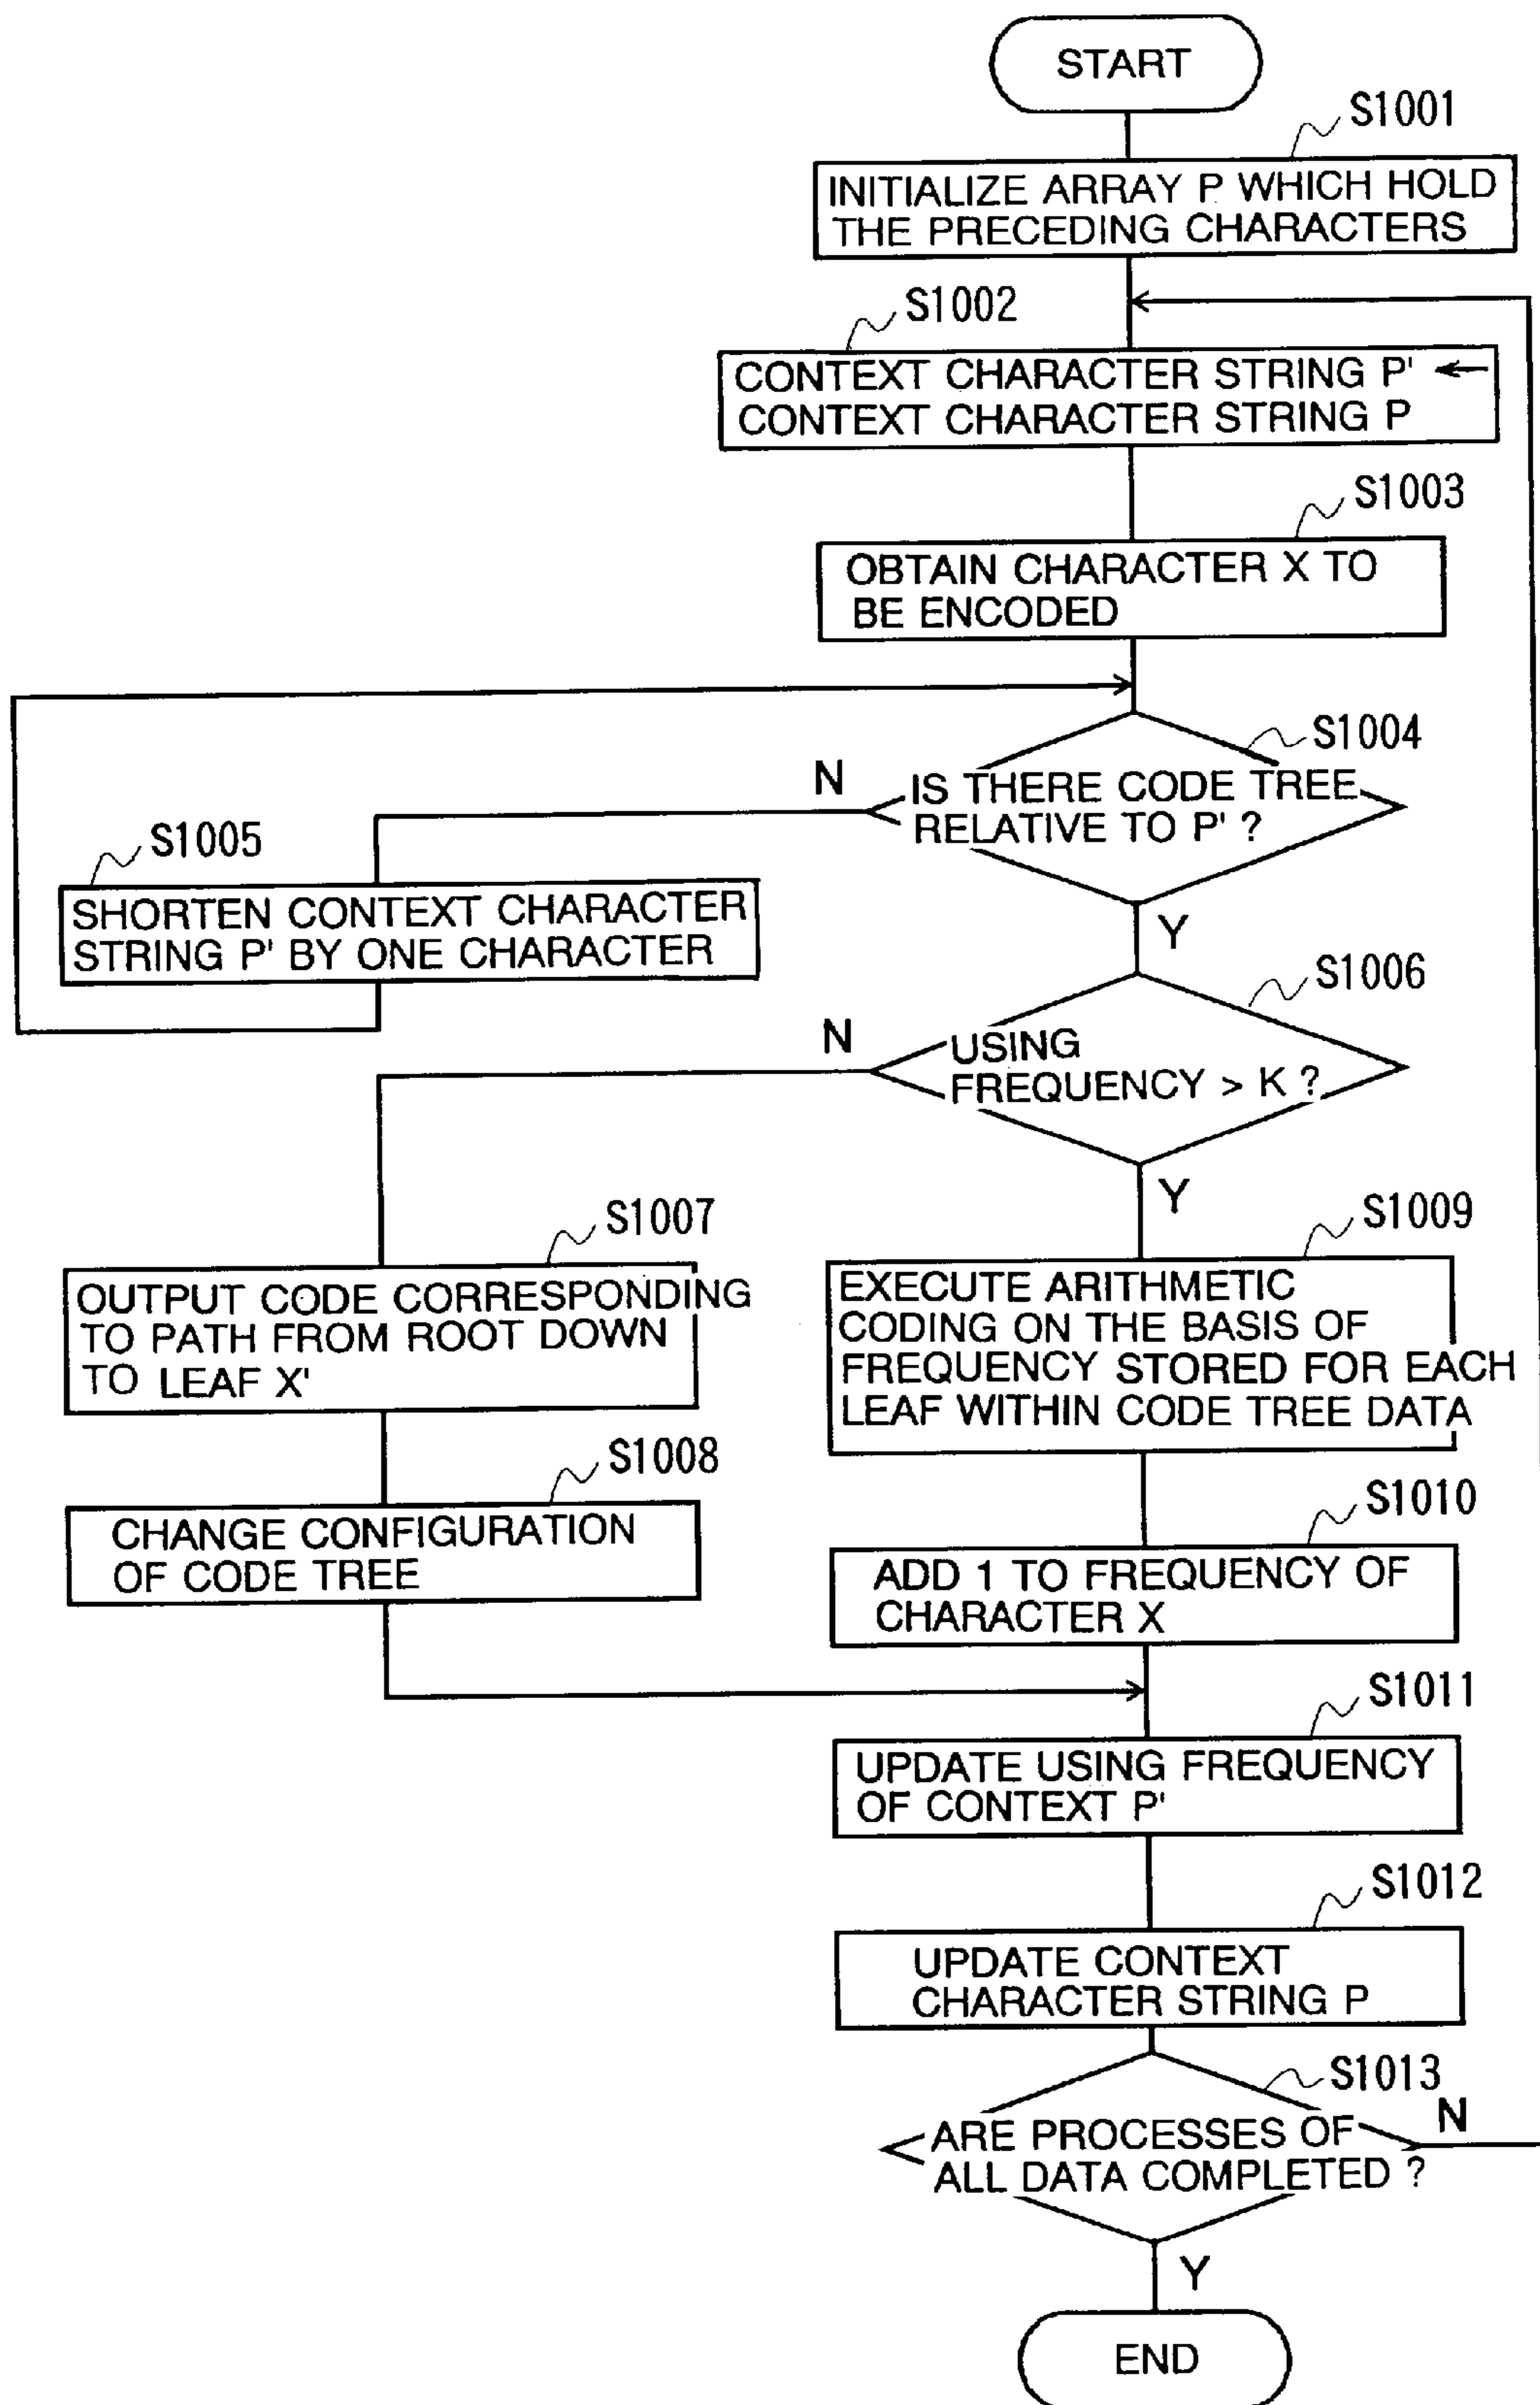 START
S1001
INITIALIZE ARRAY P WHICH HOLD
THE PRECEDING CHARACTERS
S1002
CONTEXT CHARACTER STRING P' ←
CONTEXT CHARACTER STRING P
S1003
OBTAIN CHARACTER X TO
BE ENCODED
S1004
N
IS THERE CODE TREE
RELATIVE TO P' ?
S1005
SHORTEN CONTEXT CHARACTER
STRING P' BY ONE CHARACTER
Y
S1006
N
USING
FREQUENCY > K ?
Y
S1007
OUTPUT CODE CORRESPONDING
TO PATH FROM ROOT DOWN
TO LEAF X'
S1008
CHANGE CONFIGURATION
OF CODE TREE
S1009
EXECUTE ARITHMETIC
CODING ON THE BASIS OF
FREQUENCY STORED FOR EACH
LEAF WITHIN CODE TREE DATA
S1010
ADD 1 TO FREQUENCY OF
CHARACTER X
S1011
UPDATE USING FREQUENCY
OF CONTEXT P'
S1012
UPDATE CONTEXT
CHARACTER STRING P
S1013
N
ARE PROCESSES OF
ALL DATA COMPLETED ?
Y
END